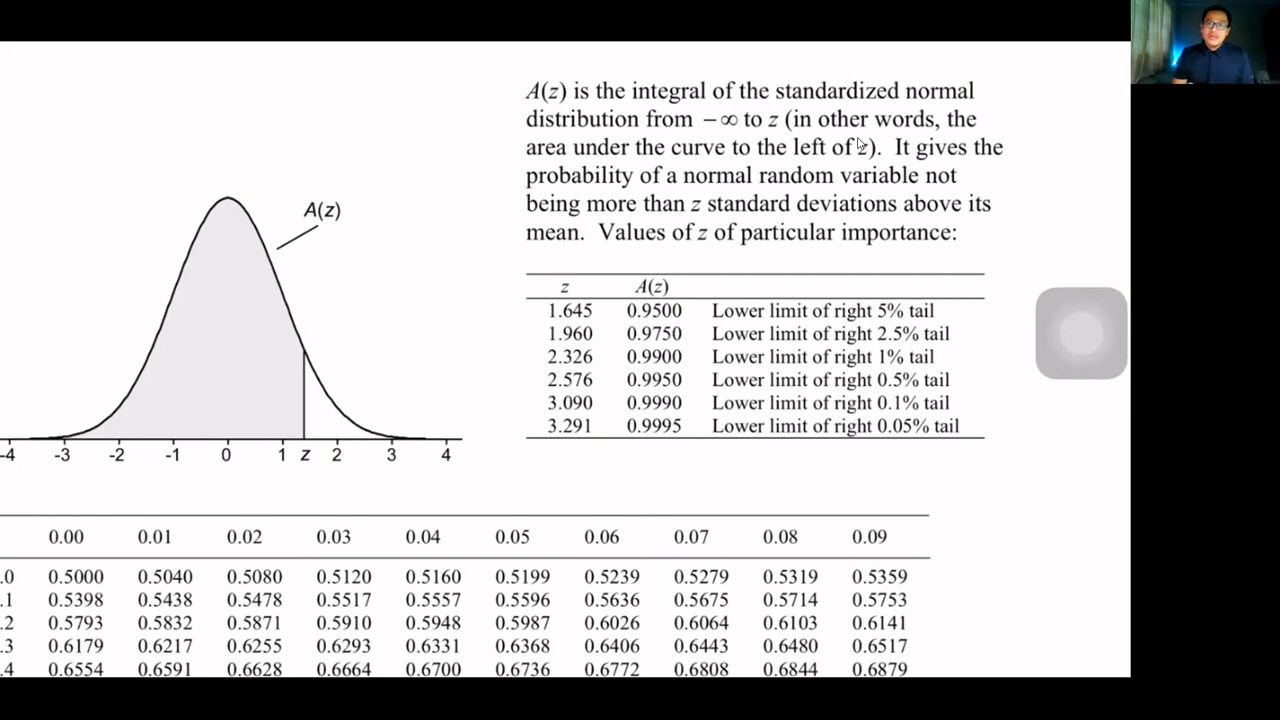 A(z) is the integral of the standardized normal
distribution from −∞ to z (in other words, the
area under the curve to the left of z). It gives the
probability of a normal random variable not
being more than z standard deviations above its
mean. Values of z of particular importance:
z A(z)
1.645 0.9500 Lower limit of right 5% tail
1.960 0.9750 Lower limit of right 2.5% tail
2.326 0.9900 Lower limit of right 1% tail
2.576 0.9950 Lower limit of right 0.5% tail
3.090 0.9990 Lower limit of right 0.1% tail
3.291 0.9995 Lower limit of right 0.05% tail
A(z)
-4 -3 -2 -1 0 1 z 2 3 4
0.00 0.01 0.02 0.03 0.04 0.05 0.06 0.07 0.08 0.09
.0 0.5000 0.5040 0.5080 0.5120 0.5160 0.5199 0.5239 0.5279 0.5319 0.5359
.1 0.5398 0.5438 0.5478 0.5517 0.5557 0.5596 0.5636 0.5675 0.5714 0.5753
.2 0.5793 0.5832 0.5871 0.5910 0.5948 0.5987 0.6026 0.6064 0.6103 0.6141
.3 0.6179 0.6217 0.6255 0.6293 0.6331 0.6368 0.6406 0.6443 0.6480 0.6517
.4 0.6554 0.6591 0.6628 0.6664 0.6700 0.6736 0.6772 0.6808 0.6844 0.6879